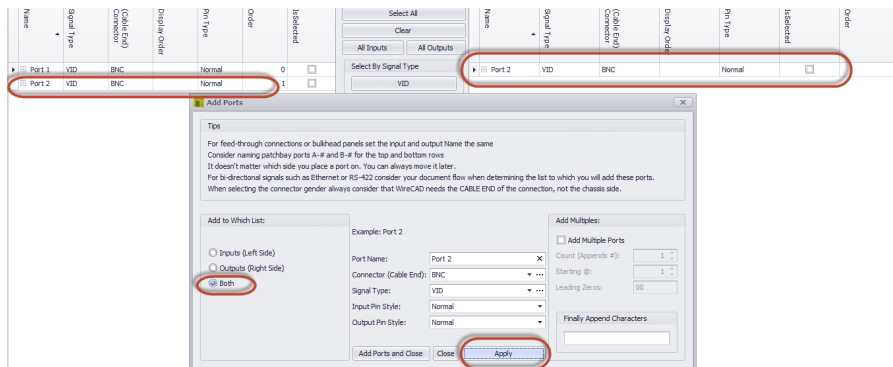 Name
Signal Type
(Cable End)
Connector
Display Order
Pin Type
Order
IsSelected
Port 1 VID BNC Normal 0
Port 2 VID BNC Normal 1
Select All
Clear
All Inputs All Outputs
Select By Signal Type
VID
Name
Signal Type
(Cable End)
Connector
Display Order
Pin Type
IsSelected
Order
Port 2 VID BNC Normal
Add Ports
Tips
For feed-through connections or bulkhead panels set the input and output Name the same
Consider naming patchbay ports A-# and B-# for the top and bottom rows
It doesn't matter which side you place a port on. You can always move it later.
For bi-directional signals such as Ethernet or RS-422 consider your document flow when determining the list to which you will add these ports.
When selecting the connector gender always consider that WireCAD needs the CABLE END of the connection, not the chassis side.
Add to Which List:
Inputs (Left Side)
Outputs (Right Side)
Both
Example: Port 2
Port Name: Port 2
Connector (Cable End): BNC
Signal Type: VID
Input Pin Style: Normal
Output Pin Style: Normal
Add Ports and Close Close Apply
Add Multiples:
Add Multiple Ports
Count (Appends #): 1
Starting @: 1
Leading Zeros: 00
Finally Append Characters